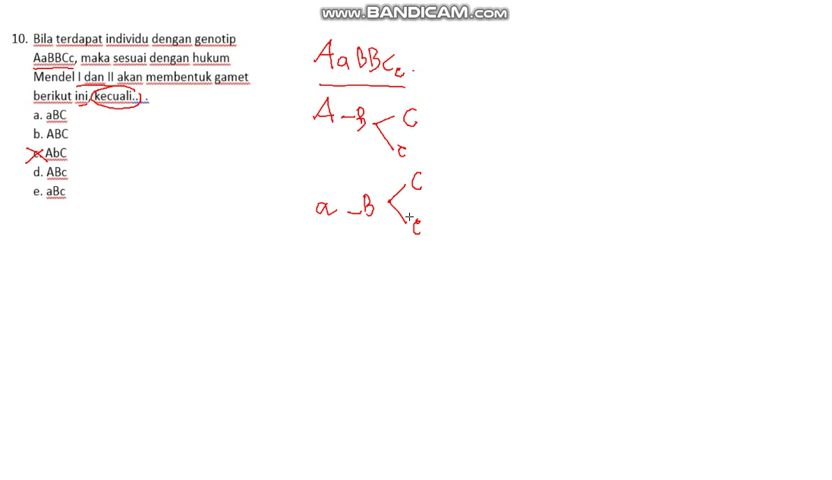 www.BANDICAM.com
10. Bila terdapat individu dengan genotip
AaBBCc, maka sesuai dengan hukum
Mendel I dan II akan membentuk gamet
berikut ini, kecuali.. .
a. aBC
b. ABC
c. AbC
d. ABc
e. aBc
AaBBCc.
A – B C
c
a – B C
c